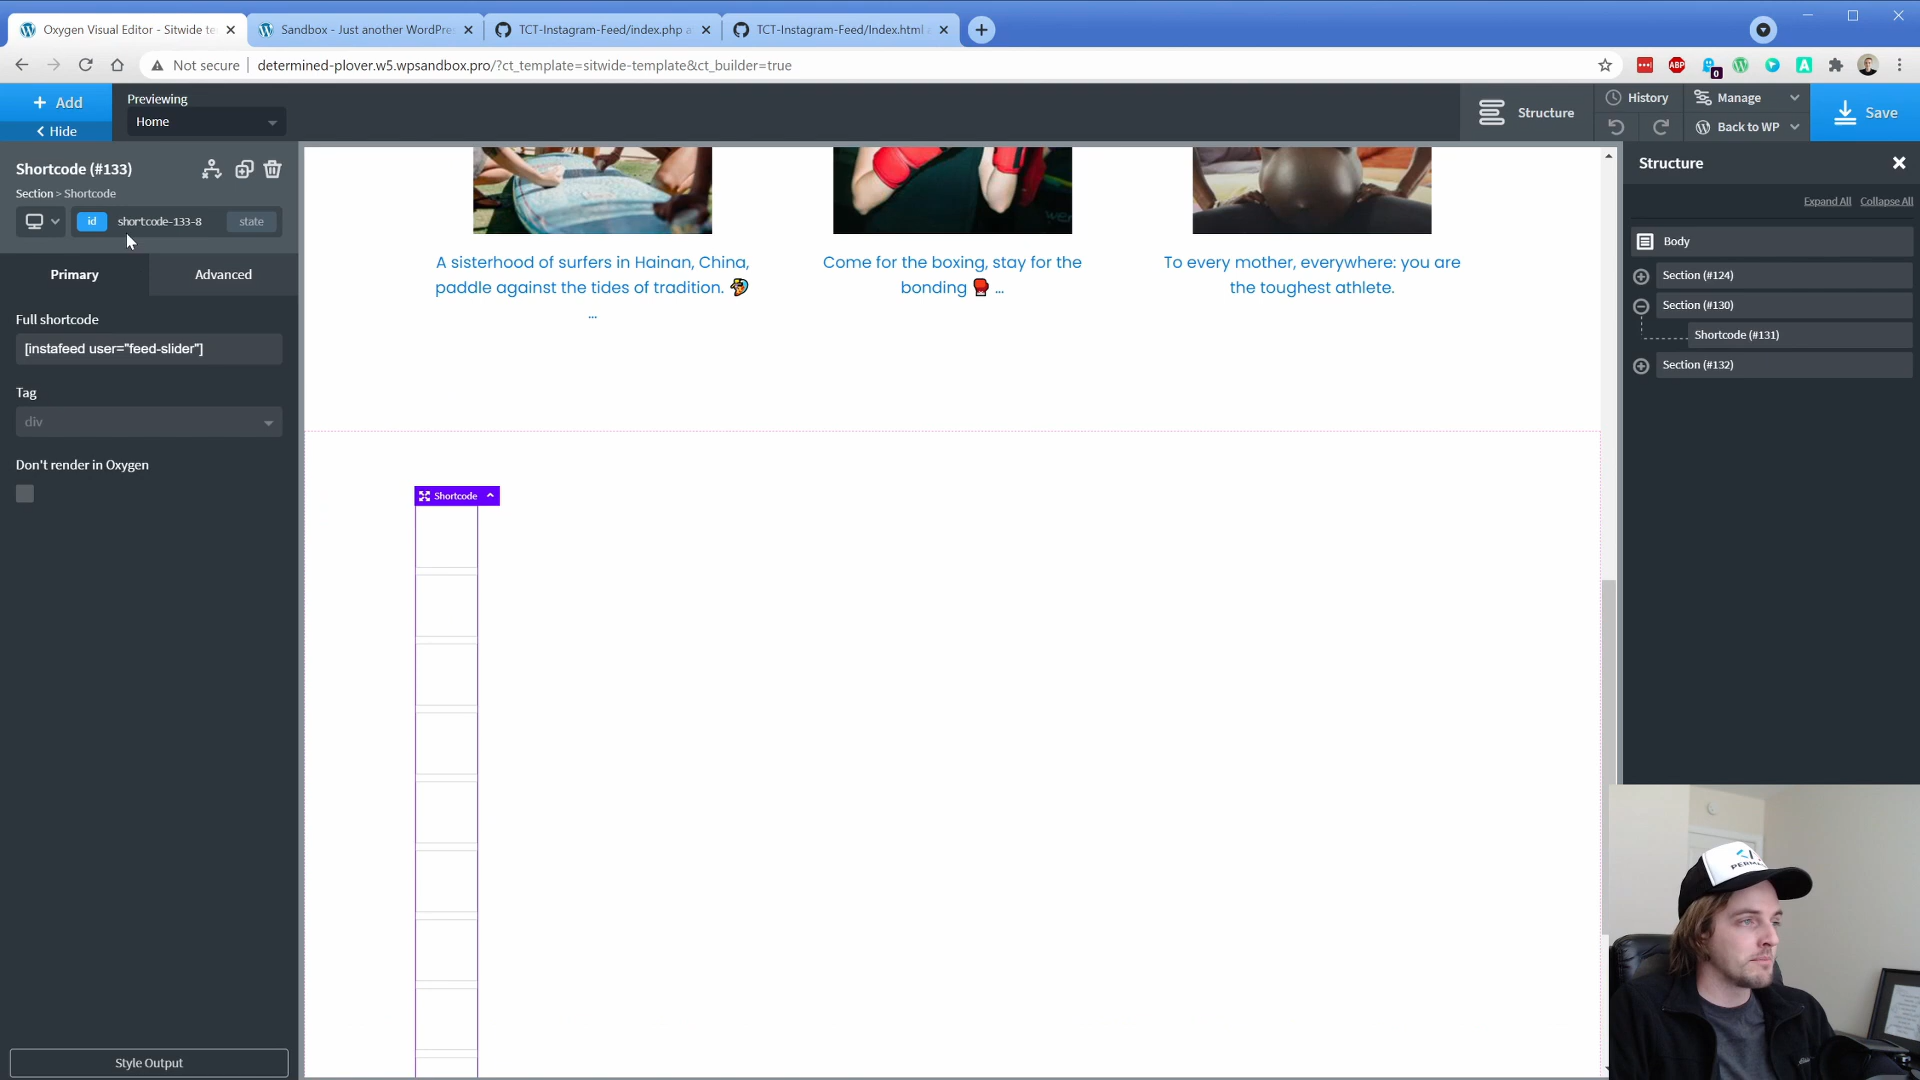 Oxygen Visual Editor - Sitwide te
Sandbox - Just another WordPre
TCT-Instagram-Feed/index.php a
TCT-Instagram-Feed/Index.html
Not secure
determined-plover.w5.wpsandbox.pro/?ct_template=sitwide-template&ct_builder=true
ABP
0
A
+ Add
Hide
Previewing
Home
Structure
History
Manage
Back to WP
Save
Shortcode (#133)
Section > Shortcode
id
shortcode-133-8
state
Primary
Advanced
Full shortcode
[instafeed user="feed-slider"]
Tag
div
Don't render in Oxygen
Style Output
A sisterhood of surfers in Hainan, China,
paddle against the tides of tradition. 🏄
...
Come for the boxing, stay for the
bonding 🥊 ...
To every mother, everywhere: you are
the toughest athlete.
Shortcode
Structure
Expand All
Collapse All
Body
Section (#124)
Section (#130)
Shortcode (#131)
Section (#132)